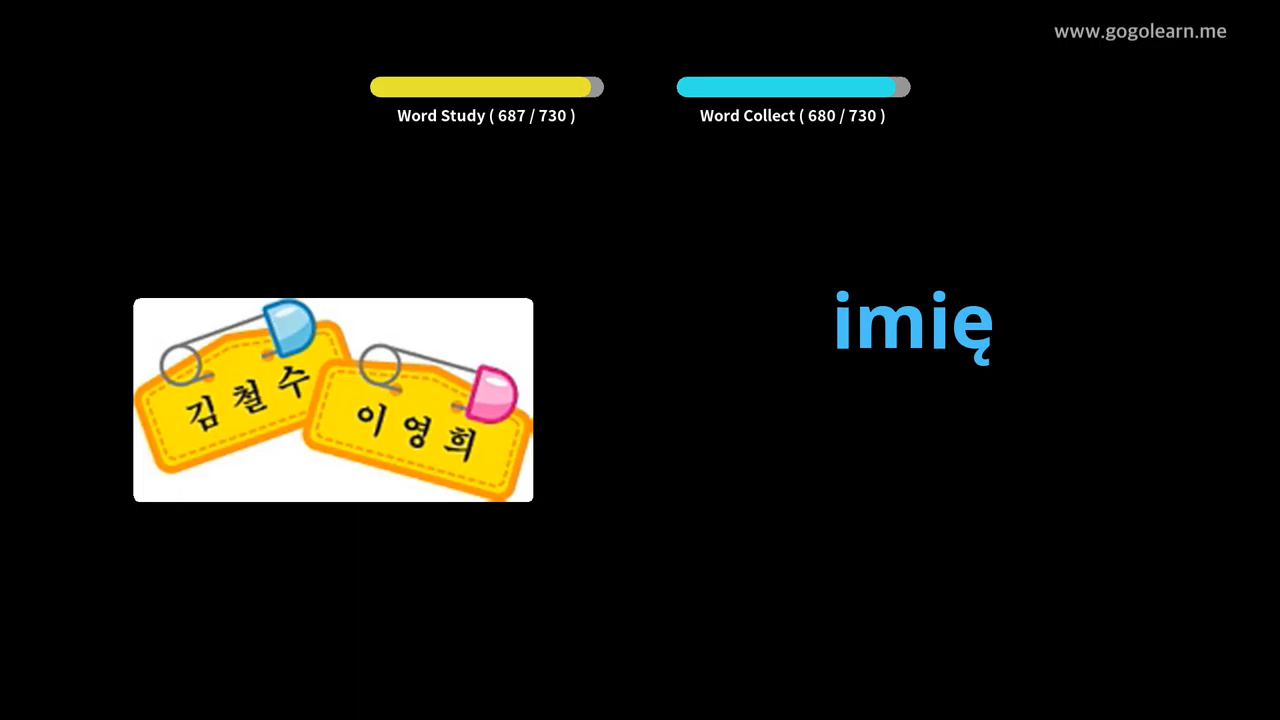 www.gogolearn.me
Word Study ( 687 / 730 )
Word Collect ( 680 / 730 )
imię
김철수
이영희